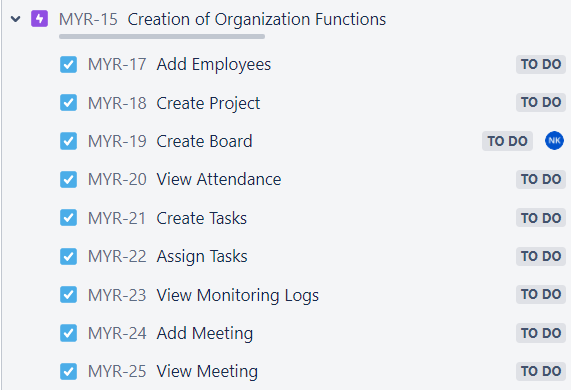 MYR-15 Creation of Organization Functions
MYR-17 Add Employees TO DO
MYR-18 Create Project TO DO
MYR-19 Create Board TO DO NK
MYR-20 View Attendance TO DO
MYR-21 Create Tasks TO DO
MYR-22 Assign Tasks TO DO
MYR-23 View Monitoring Logs TO DO
MYR-24 Add Meeting TO DO
MYR-25 View Meeting TO DO